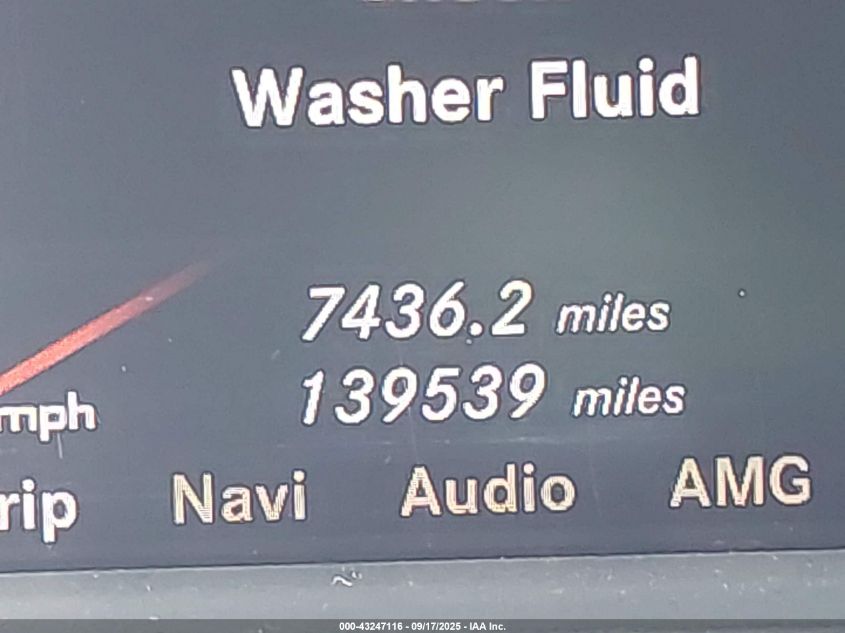 Washer Fluid
7436.2 miles
139539 miles
mph
rip Navi Audio AMG
000-43247116 - 09/17/2025 - IAA Inc.